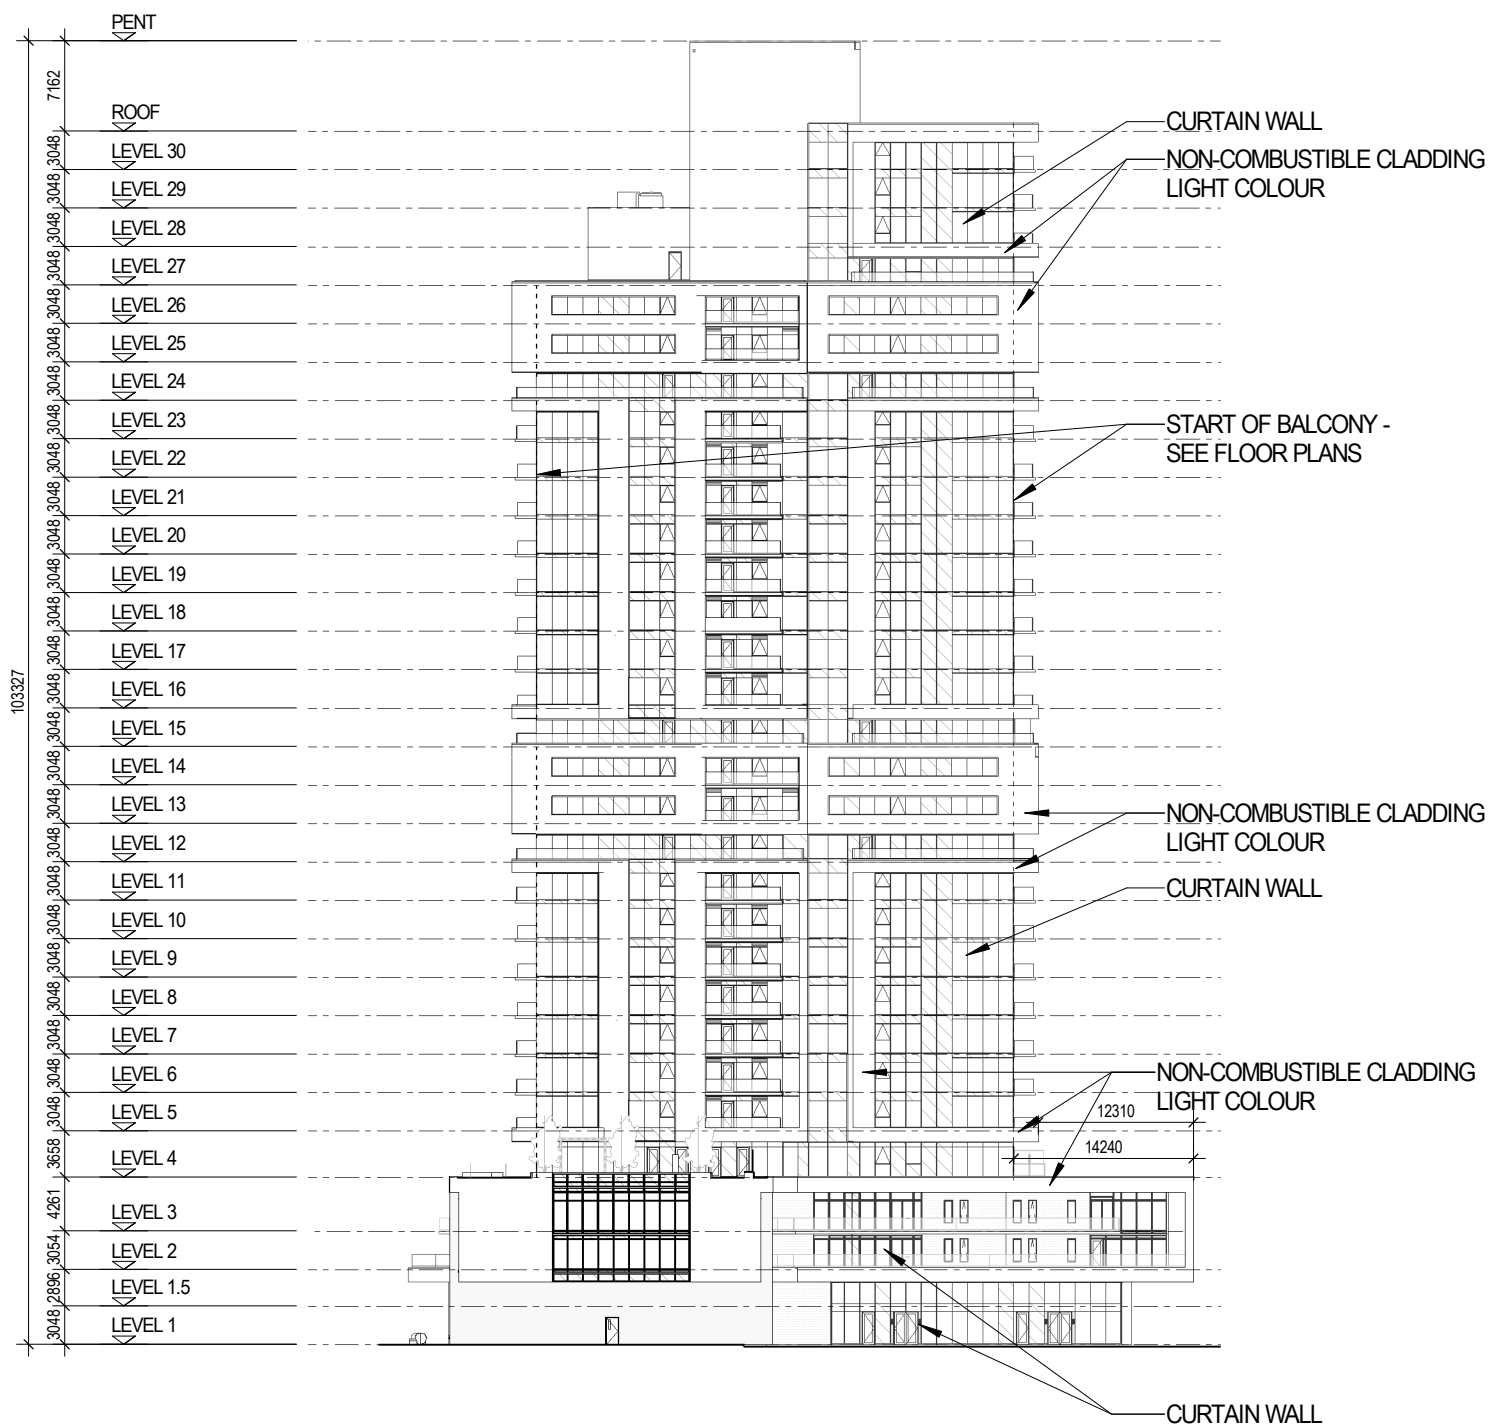 PENT
7162
ROOF
CURTAIN WALL
3048
LEVEL 30
NON-COMBUSTIBLE CLADDING
LIGHT COLOUR
3048
LEVEL 29
3048
LEVEL 28
3048
LEVEL 27
3048
LEVEL 26
3048
LEVEL 25
3048
LEVEL 24
3048
LEVEL 23
START OF BALCONY -
SEE FLOOR PLANS
3048
LEVEL 22
3048
LEVEL 21
3048
LEVEL 20
3048
LEVEL 19
3048
LEVEL 18
3048
LEVEL 17
3048
LEVEL 16
103327
3048
LEVEL 15
3048
LEVEL 14
3048
LEVEL 13
NON-COMBUSTIBLE CLADDING
LIGHT COLOUR
3048
LEVEL 12
3048
LEVEL 11
CURTAIN WALL
3048
LEVEL 10
3048
LEVEL 9
3048
LEVEL 8
3048
LEVEL 7
3048
LEVEL 6
NON-COMBUSTIBLE CLADDING
LIGHT COLOUR
3048
LEVEL 5
12310
3658
LEVEL 4
14240
4261
LEVEL 3
3054
LEVEL 2
2896
LEVEL 1.5
3048
LEVEL 1
CURTAIN WALL